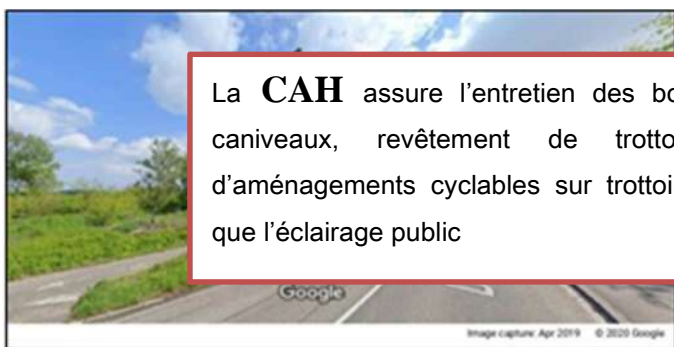 La CAH assure l’entretien des bo
caniveaux, revêtement de trotto
d’aménagements cyclables sur trottoi
que l’éclairage public
Google
Image capture: Apr 2019 © 2020 Google